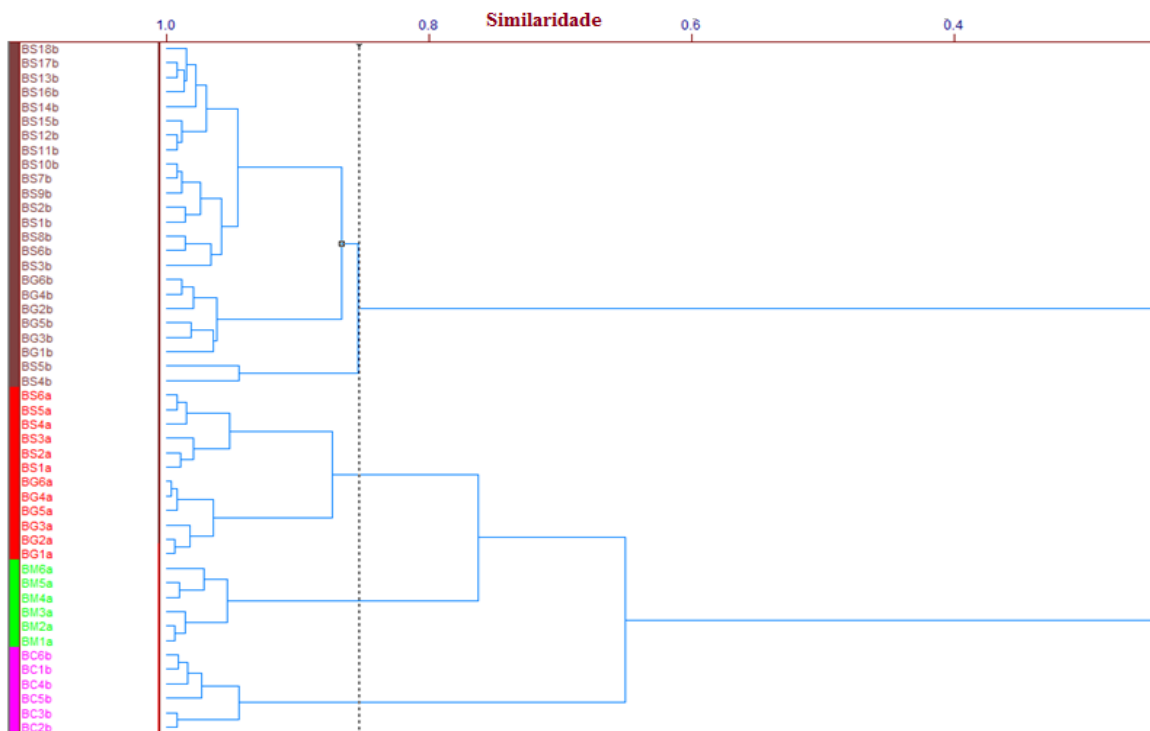 Similaridade
1.0 0.8 0.6 0.4
BS18b
BS17b
BS13b
BS16b
BS14b
BS15b
BS12b
BS11b
BS10b
BS7b
BS9b
BS2b
BS1b
BS8b
BS6b
BS3b
BG6b
BG4b
BG2b
BG5b
BG3b
BG1b
BS5b
BS4b
BS6a
BS5a
BS4a
BS3a
BS2a
BS1a
BG6a
BG4a
BG5a
BG3a
BG2a
BG1a
BM6a
BM5a
BM4a
BM3a
BM2a
BM1a
BC6b
BC1b
BC4b
BC5b
BC3b
BC2b